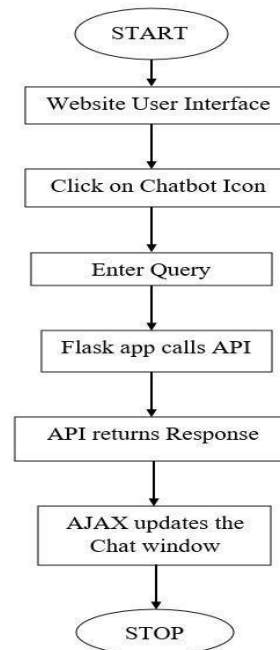 START
Website User Interface
Click on Chatbot Icon
Enter Query
Flask app calls API
API returns Response
AJAX updates the
Chat window
STOP